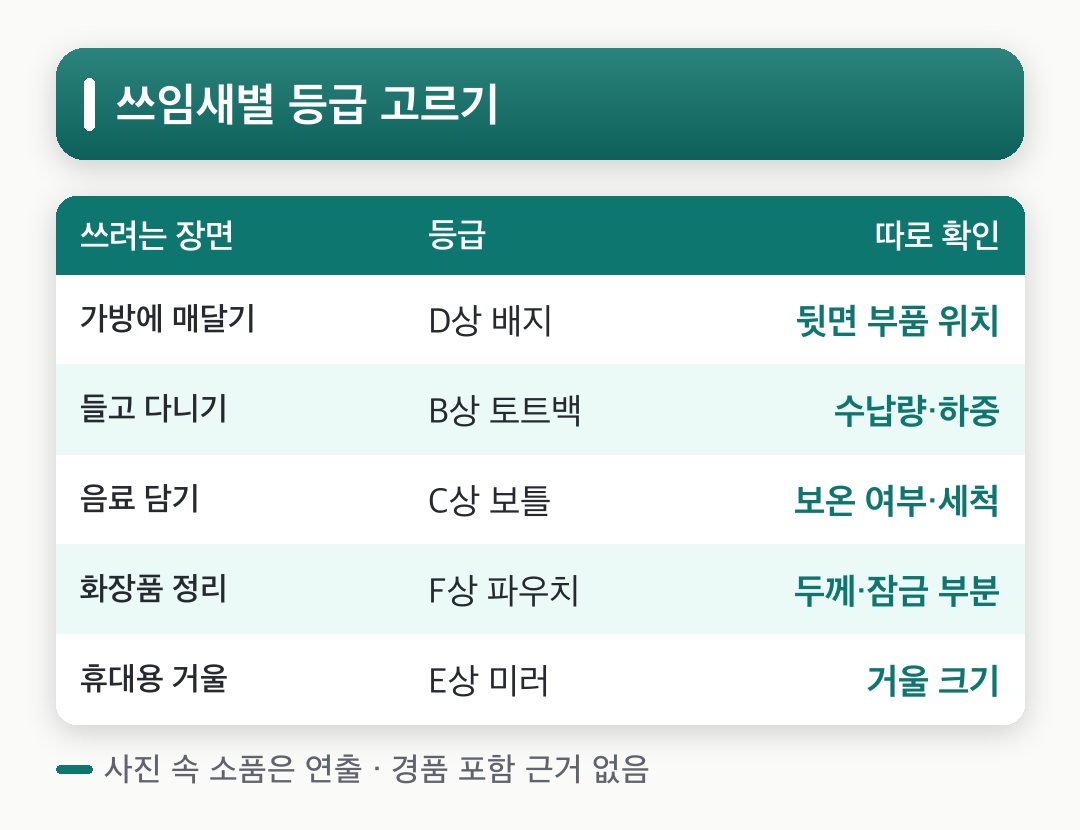 쓰임새별 등급 고르기
쓰려는 장면 등급 따로 확인
가방에 매달기 D상 배지 뒷면 부품 위치
들고 다니기 B상 토트백 수납량·하중
음료 담기 C상 보틀 보온 여부·세척
화장품 정리 F상 파우치 두께·잠금 부분
휴대용 거울 E상 미러 거울 크기
사진 속 소품은 연출 · 경품 포함 근거 없음